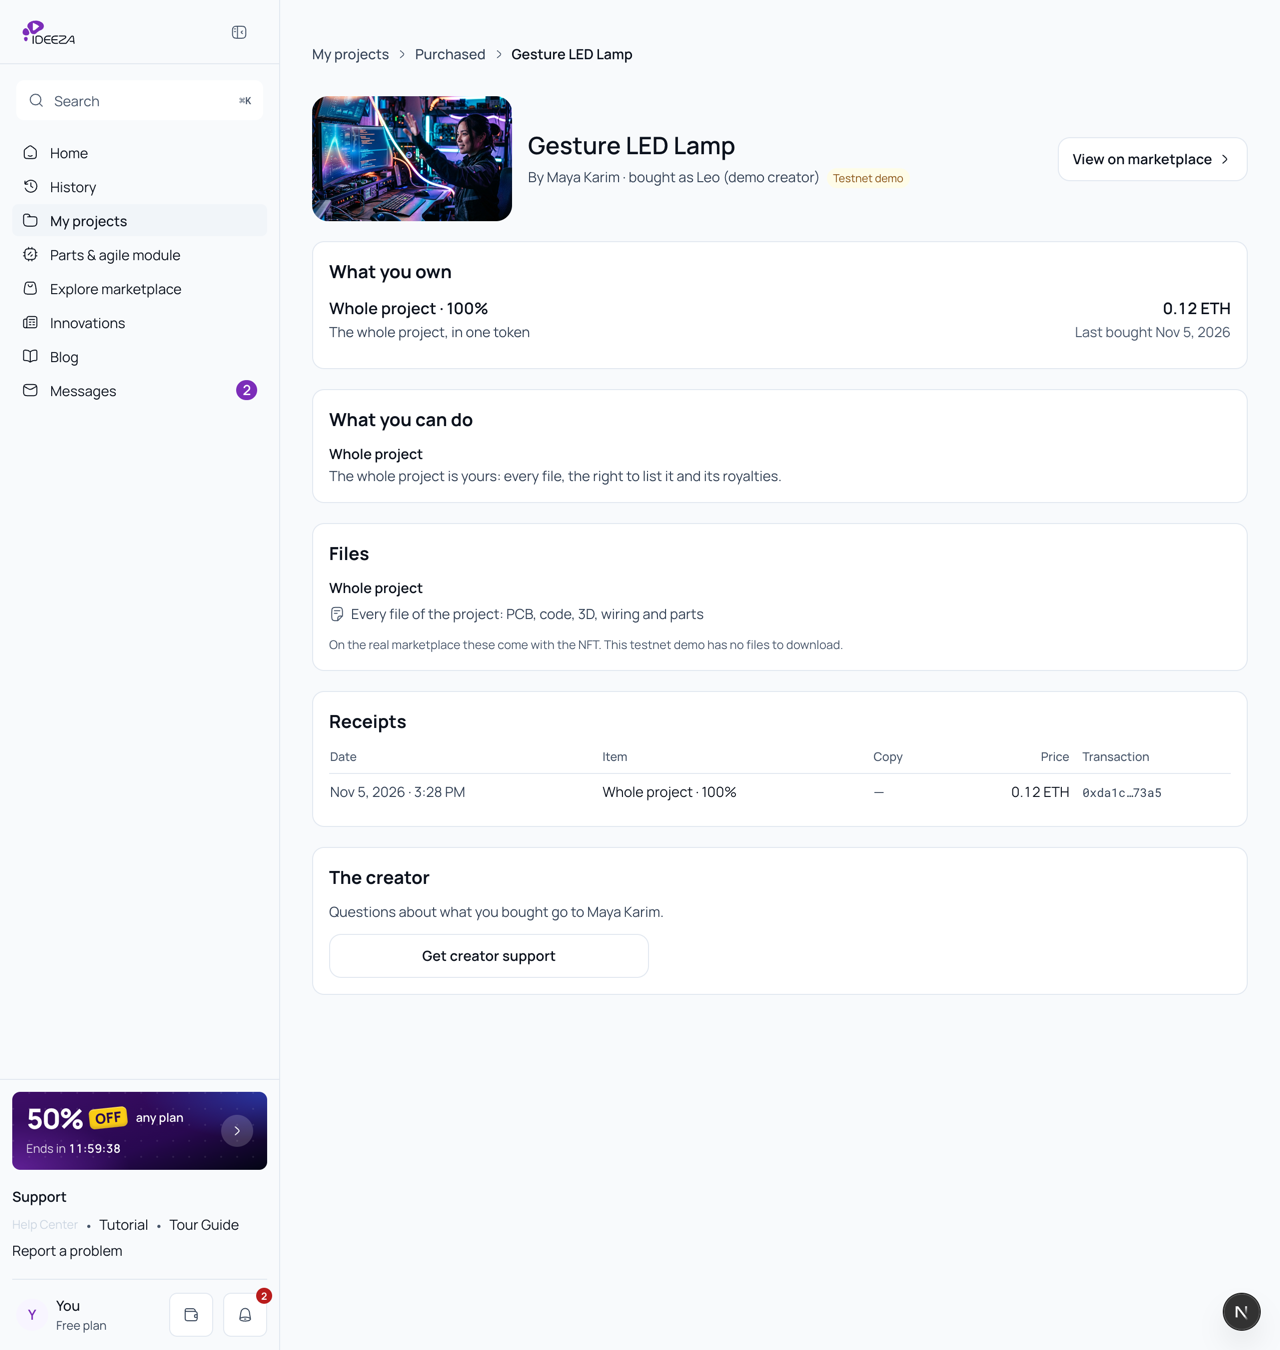 IDEEZA
Search ⌘K
Home
History
My projects
Parts & agile module
Explore marketplace
Innovations
Blog
Messages 2
50% OFF any plan
Ends in 11:59:38
Support
Help Center • Tutorial • Tour Guide
Report a problem
Y
You
Free plan
2
My projects > Purchased > Gesture LED Lamp
Gesture LED Lamp
By Maya Karim · bought as Leo (demo creator) Testnet demo
View on marketplace
What you own
Whole project · 100% 0.12 ETH
The whole project, in one token Last bought Nov 5, 2026
What you can do
Whole project
The whole project is yours: every file, the right to list it and its royalties.
Files
Whole project
Every file of the project: PCB, code, 3D, wiring and parts
On the real marketplace these come with the NFT. This testnet demo has no files to download.
Receipts
Date Item Copy Price Transaction
Nov 5, 2026 · 3:28 PM Whole project · 100% — 0.12 ETH 0xda1c…73a5
The creator
Questions about what you bought go to Maya Karim.
Get creator support
N